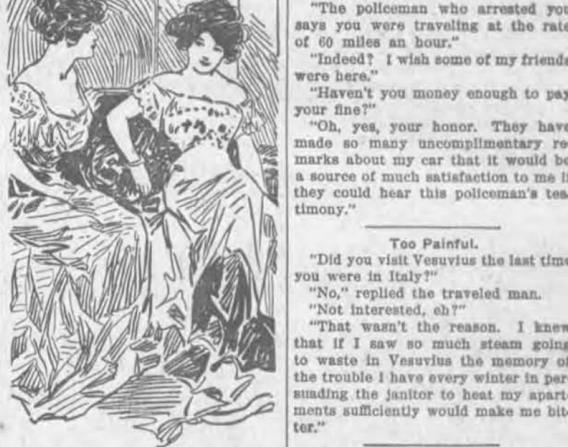 "The policeman who arrested you
says you were traveling at the rate
of 60 miles an hour."
"Indeed? I wish some of my friends
were here."
"Haven't you money enough to pay
your fine?"
"Oh, yes, your honor. They have
made so many uncomplimentary re
marks about my car that it would be
a source of much satisfaction to me if
they could hear this policeman's tes
timony."
Too Painful.
"Did you visit Vesuvius the last time
you were in Italy?"
"No," replied the traveled man.
"Not interested, eh?"
"That wasn't the reason. I knew
that if I saw so much steam going
to waste in Vesuvius the memory of
the trouble I have every winter in per
suading the janitor to heat my apart
ments sufficiently would make me bit
ter."